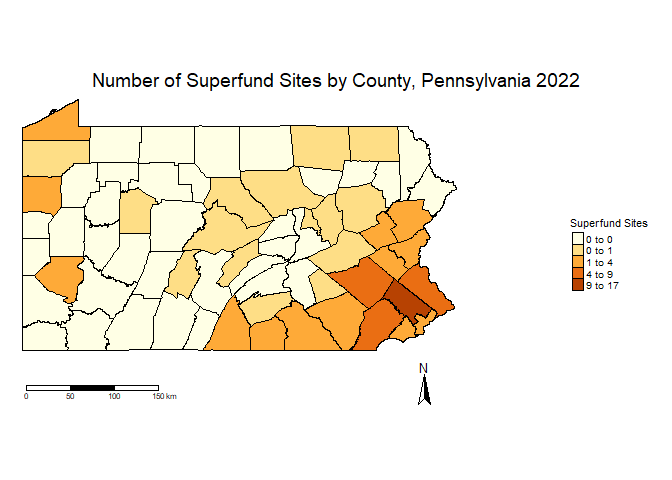 Number of Superfund Sites by County, Pennsylvania 2022
Superfund Sites
0 to 0
0 to 1
1 to 4
4 to 9
9 to 17
N
0 50 100 150 km